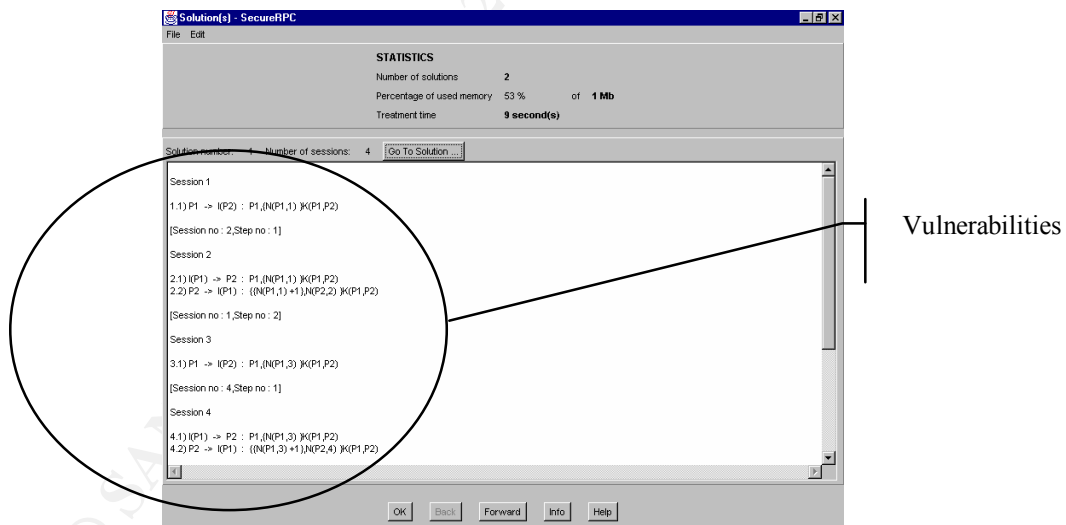 Solution(s) - SecureRPC
File Edit
STATISTICS
Number of solutions 2
Percentage of used memory 53 % of 1 Mb
Treatment time 9 second(s)
Solution number: 1 Number of sessions: 4 Go To Solution ...
Session 1
1.1) P1 -> I(P2) : P1,{N(P1,1) }K(P1,P2)
[Session no : 2,Step no : 1]
Session 2
2.1) I(P1) -> P2 : P1,{N(P1,1) }K(P1,P2)
2.2) P2 -> I(P1) : {{N(P1,1) +1},N(P2,2) }K(P1,P2)
[Session no : 1,Step no : 2]
Session 3
3.1) P1 -> I(P2) : P1,{N(P1,3) }K(P1,P2)
[Session no : 4,Step no : 1]
Session 4
4.1) I(P1) -> P2 : P1,{N(P1,3) }K(P1,P2)
4.2) P2 -> I(P1) : {{N(P1,3) +1},N(P2,4) }K(P1,P2)
OK Back Forward Info Help
Vulnerabilities